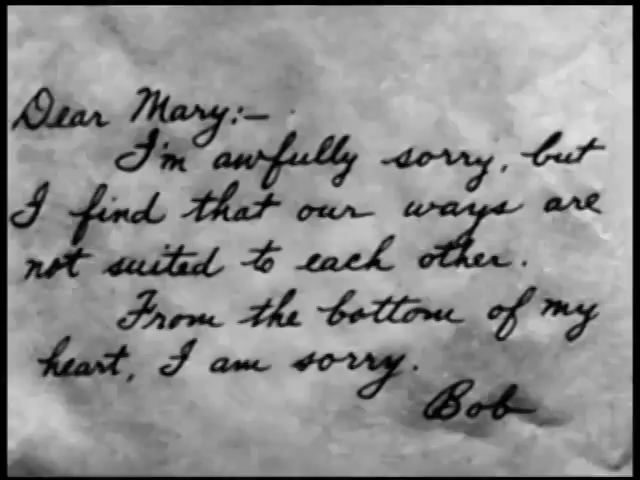 Dear Mary:—
I'm awfully sorry, but
I find that our ways are
not suited to each other.
From the bottom of my
heart, I am sorry.
Bob